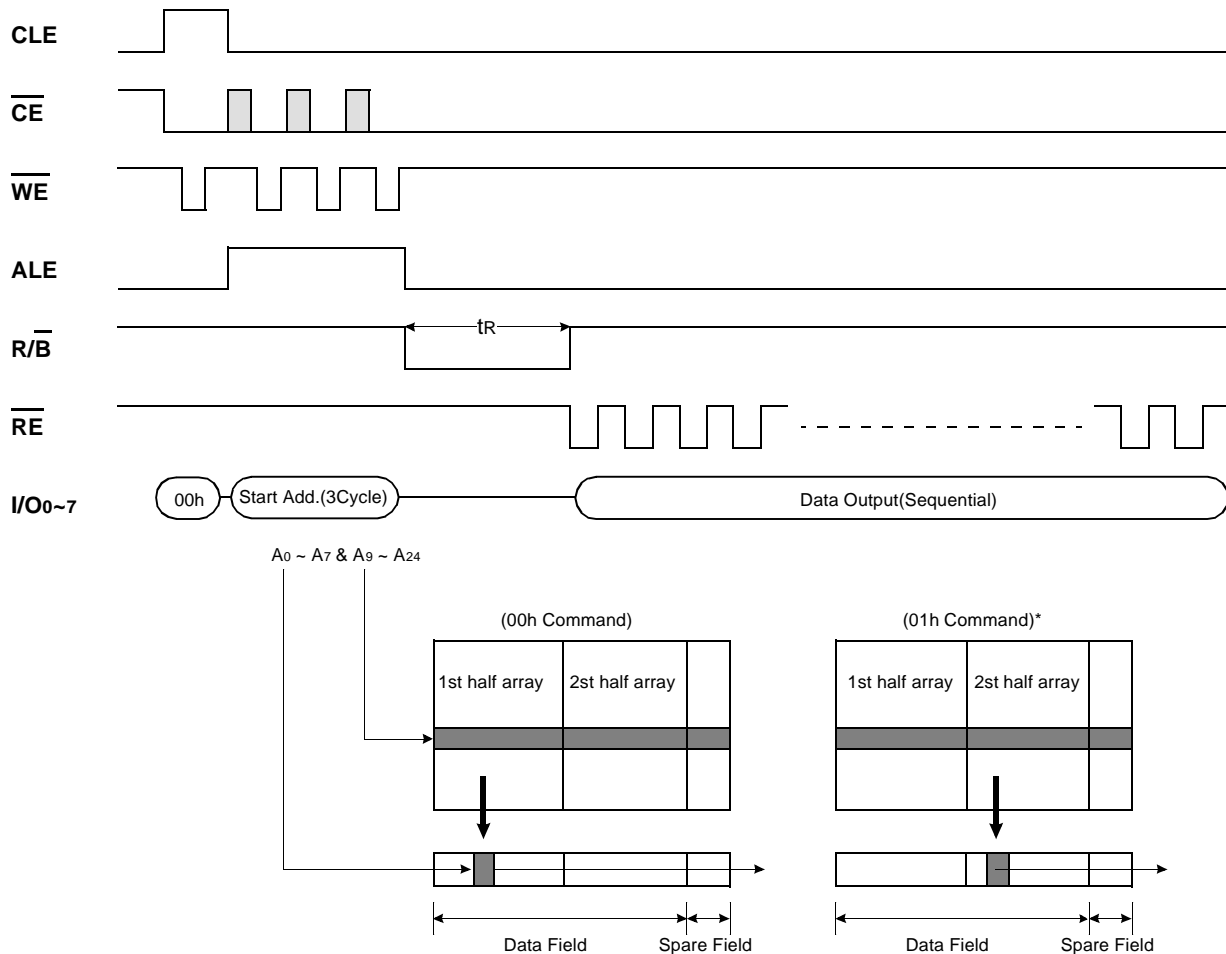 CLE
CE
WE
ALE
R/B
tR
RE
I/O0~7
00h
Start Add.(3Cycle)
Data Output(Sequential)
A0 ~ A7 & A9 ~ A24
(00h Command)
(01h Command)*
1st half array
2st half array
1st half array
2st half array
Data Field
Spare Field
Data Field
Spare Field